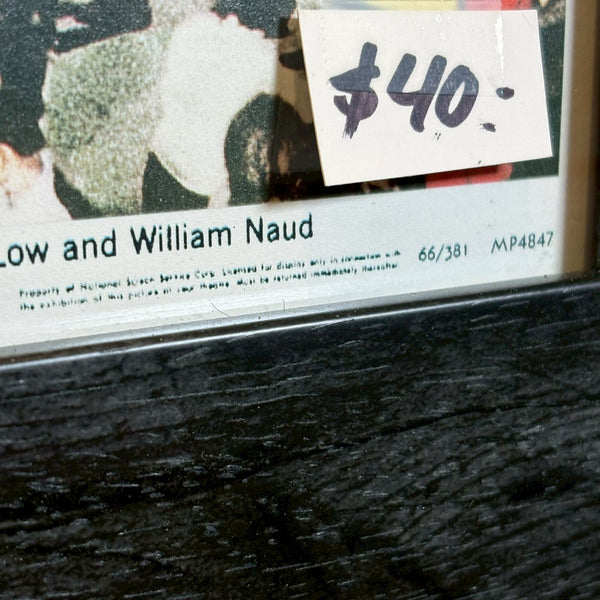 $40:
Low and William Naud
66/381 MP4847
Property of National Screen Service Corp. Licensed for display only in connection with
the exhibition of this picture at your theatre. Must be returned immediately thereafter.